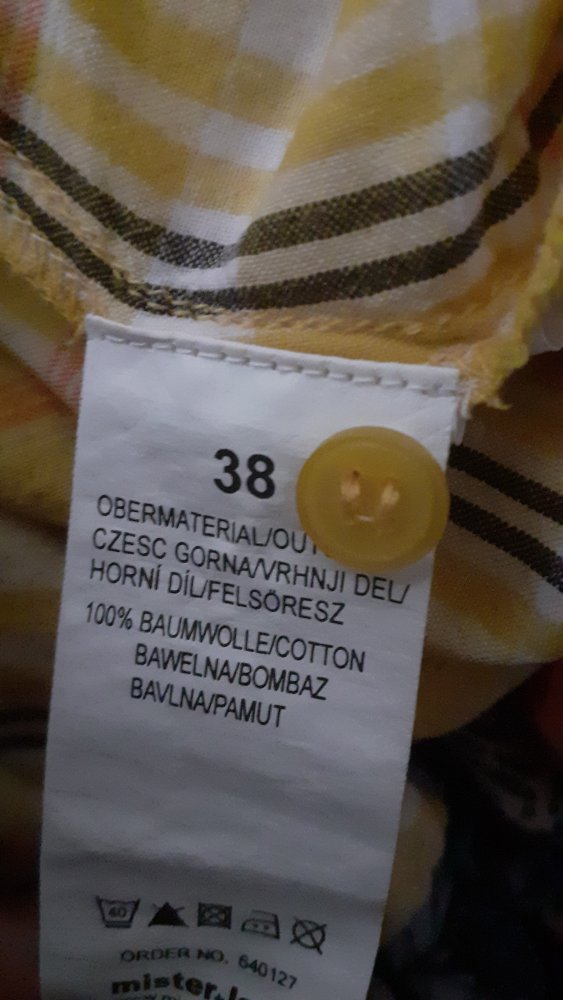 38
OBERMATERIAL/OU
CZESC GORNA/VRHNJI DEL/
HORNÍ DÍL/FELSÖRESZ
100% BAUMWOLLE/COTTON
BAWELNA/BOMBAZ
BAVLNA/PAMUT
40
ORDER NO. 640127
mister